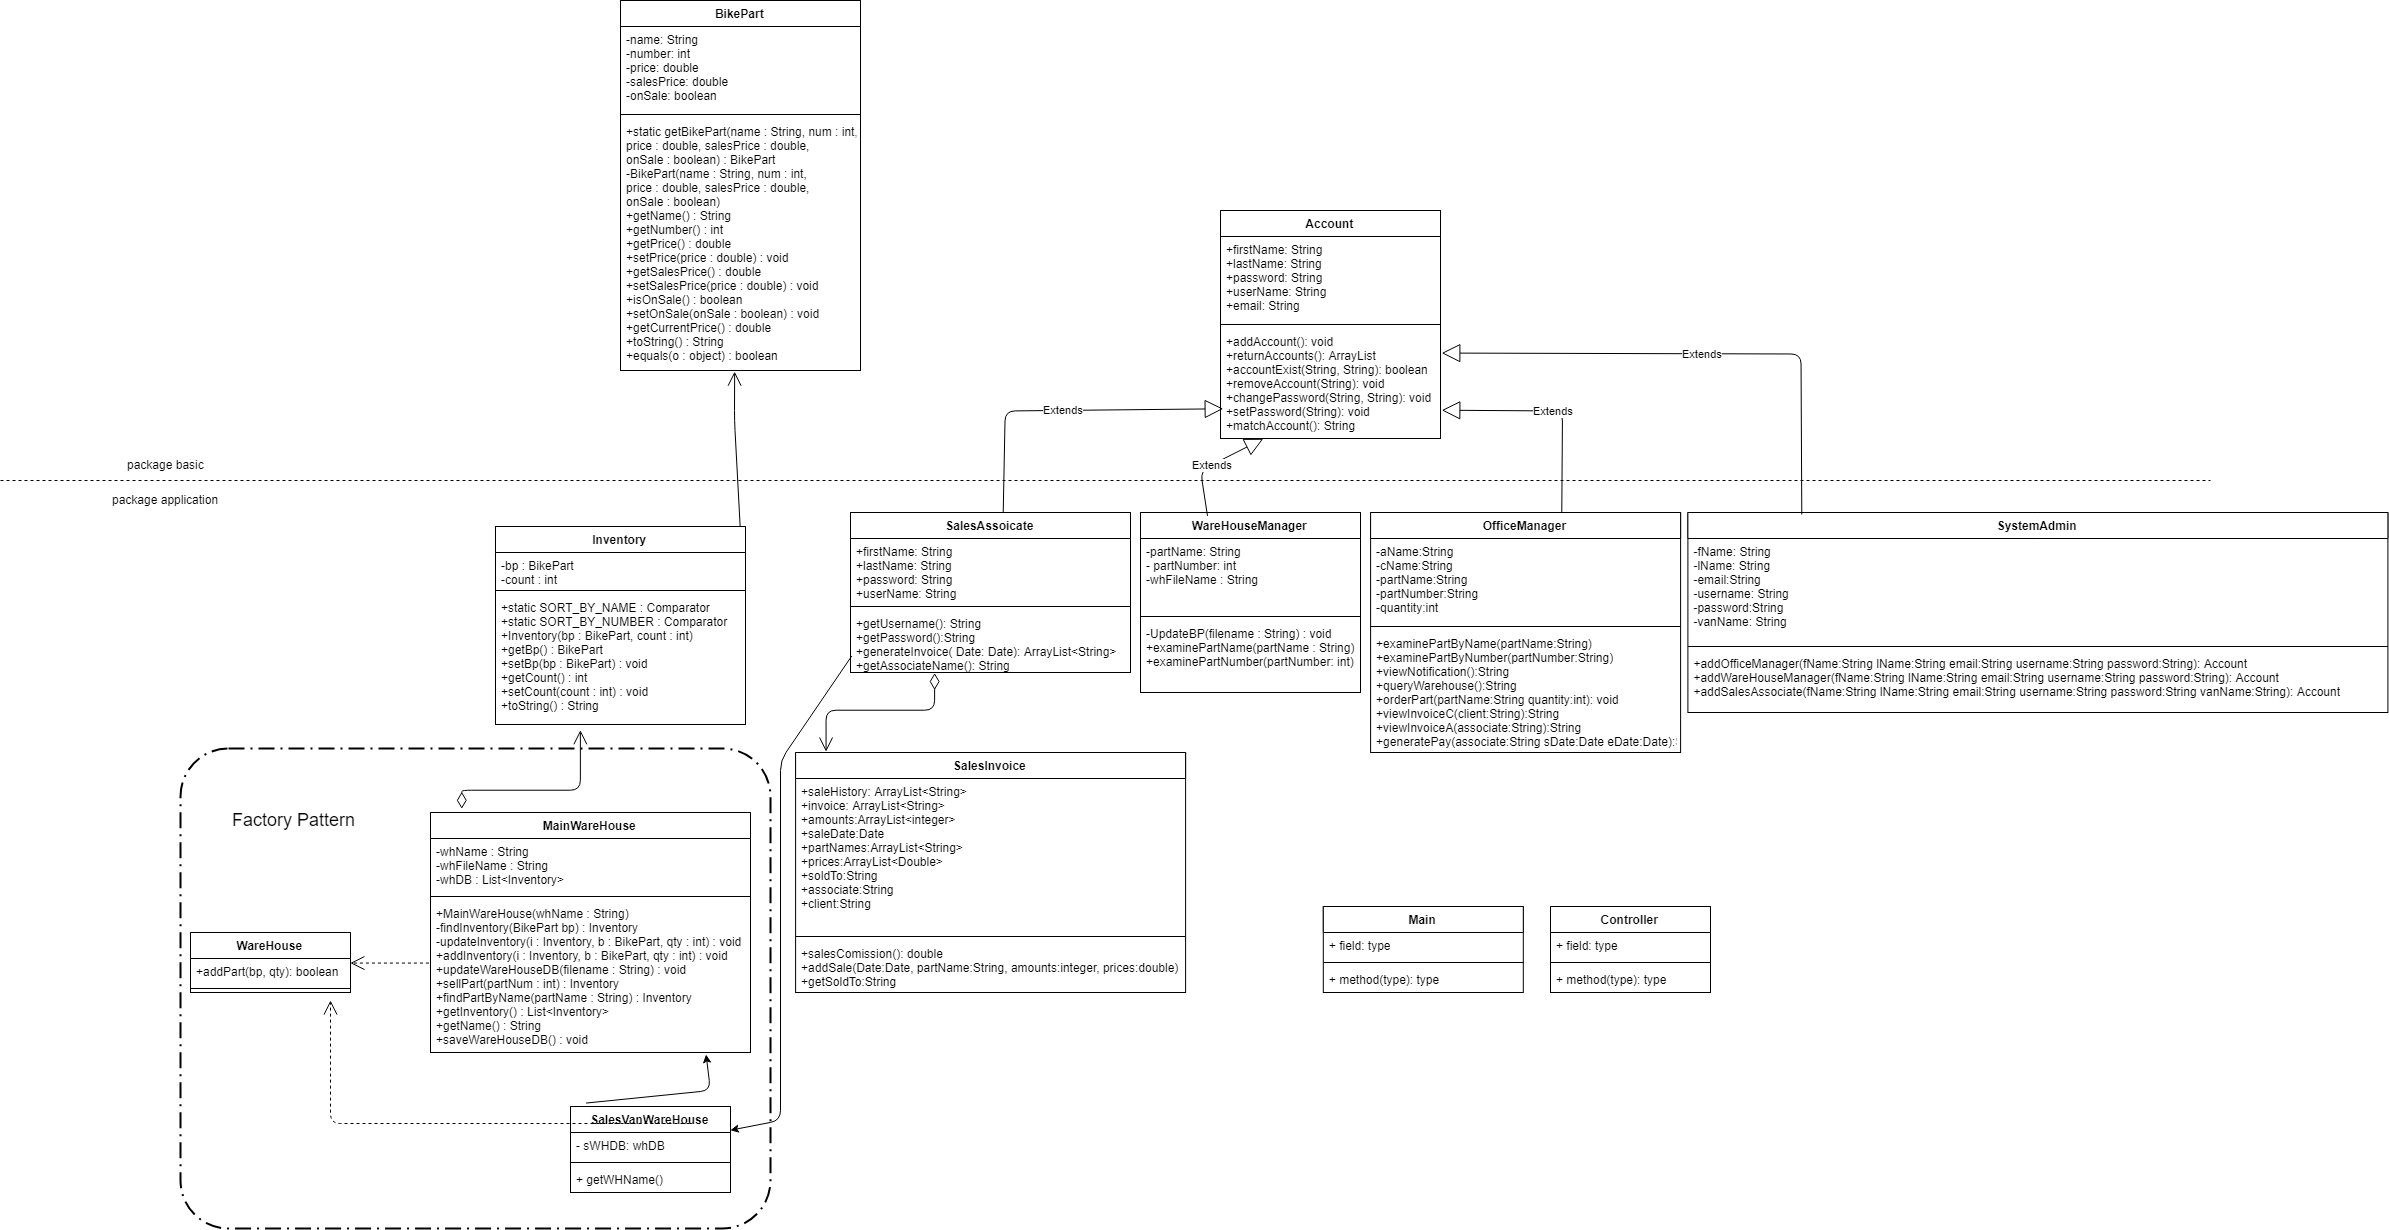 BikePart
-name: String
-number: int
-price: double
-salesPrice: double
-onSale: boolean
+static getBikePart(name : String, num : int,
price : double, salesPrice : double,
onSale : boolean) : BikePart
-BikePart(name : String, num : int,
price : double, salesPrice : double,
onSale : boolean)
+getName() : String
+getNumber() : int
+getPrice() : double
+setPrice(price : double) : void
+getSalesPrice() : double
+setSalesPrice(price : double) : void
+isOnSale() : boolean
+setOnSale(onSale : boolean) : void
+getCurrentPrice() : double
+toString() : String
+equals(o : object) : boolean
Account
+firstName: String
+lastName: String
+password: String
+userName: String
+email: String
+addAccount(): void
+returnAccounts(): ArrayList
+accountExist(String, String): boolean
+removeAccount(String): void
+changePassword(String, String): void
+setPassword(String): void
+matchAccount(): String
Extends
Extends
Extends
Extends
package basic
package application
Inventory
-bp : BikePart
-count : int
+static SORT_BY_NAME : Comparator
+static SORT_BY_NUMBER : Comparator
+Inventory(bp : BikePart, count : int)
+getBp() : BikePart
+setBp(bp : BikePart) : void
+getCount() : int
+setCount(count : int) : void
+toString() : String
SalesAssoicate
+firstName: String
+lastName: String
+password: String
+userName: String
+getUsername(): String
+getPassword():String
+generateInvoice( Date: Date): ArrayList<String>
+getAssociateName(): String
WareHouseManager
-partName: String
- partNumber: int
-whFileName : String
-UpdateBP(filename : String) : void
+examinePartName(partName : String)
+examinePartNumber(partNumber: int)
OfficeManager
-aName:String
-cName:String
-partName:String
-partNumber:String
-quantity:int
+examinePartByName(partName:String)
+examinePartByNumber(partNumber:String)
+viewNotification():String
+queryWarehouse():String
+orderPart(partName:String quantity:int): void
+viewInvoiceC(client:String):String
+viewInvoiceA(associate:String):String
+generatePay(associate:String sDate:Date eDate:Date):
SystemAdmin
-fName: String
-lName: String
-email:String
-username: String
-password:String
-vanName: String
+addOfficeManager(fName:String lName:String email:String username:String password:String): Account
+addWareHouseManager(fName:String lName:String email:String username:String password:String): Account
+addSalesAssociate(fName:String lName:String email:String username:String password:String vanName:String): Account
Factory Pattern
MainWareHouse
-whName : String
-whFileName : String
-whDB : List<Inventory>
+MainWareHouse(whName : String)
-findInventory(BikePart bp) : Inventory
-updateInventory(i : Inventory, b : BikePart, qty : int) : void
+addInventory(i : Inventory, b : BikePart, qty : int) : void
+updateWareHouseDB(filename : String) : void
+sellPart(partNum : int) : Inventory
+findPartByName(partName : String) : Inventory
+getInventory() : List<Inventory>
+getName() : String
+saveWareHouseDB() : void
WareHouse
+addPart(bp, qty): boolean
SalesVanWareHouse
- sWHDB: whDB
+ getWHName()
SalesInvoice
+saleHistory: ArrayList<String>
+invoice: ArrayList<String>
+amounts:ArrayList<integer>
+saleDate:Date
+partNames:ArrayList<String>
+prices:ArrayList<Double>
+soldTo:String
+associate:String
+client:String
+salesComission(): double
+addSale(Date:Date, partName:String, amounts:integer, prices:double)
+getSoldTo:String
Main
+ field: type
+ method(type): type
Controller
+ field: type
+ method(type): type